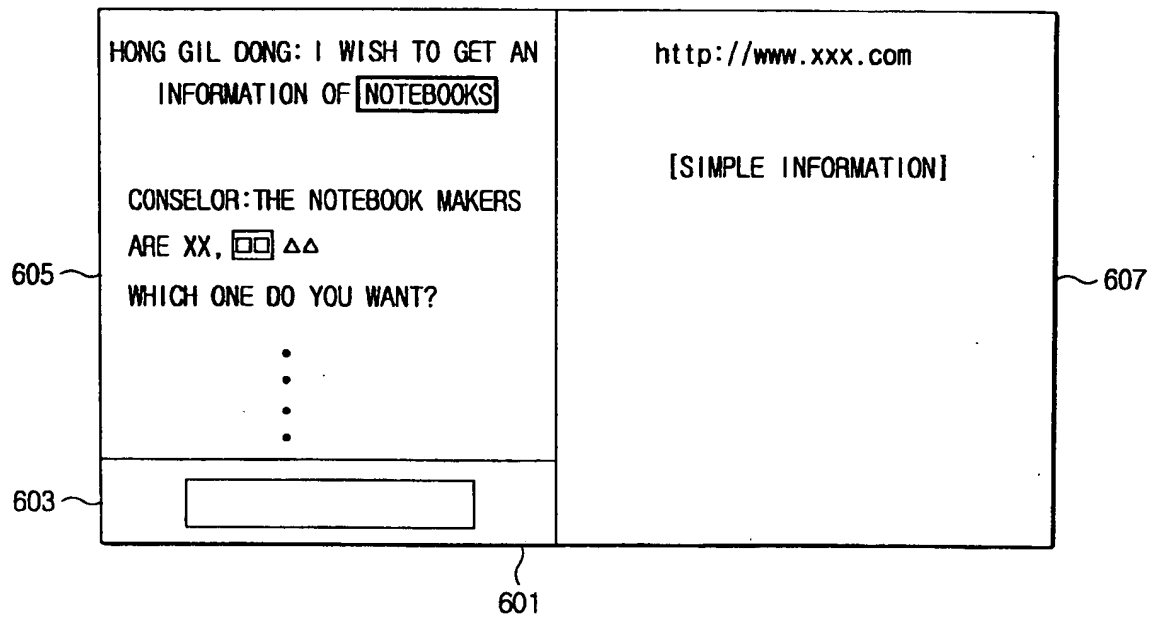 HONG GIL DONG: I WISH TO GET AN
INFORMATION OF NOTEBOOKS
CONSELOR:THE NOTEBOOK MAKERS
ARE XX, □□ △△
WHICH ONE DO YOU WANT?
605
603
601
http://www.xxx.com
[SIMPLE INFORMATION]
607